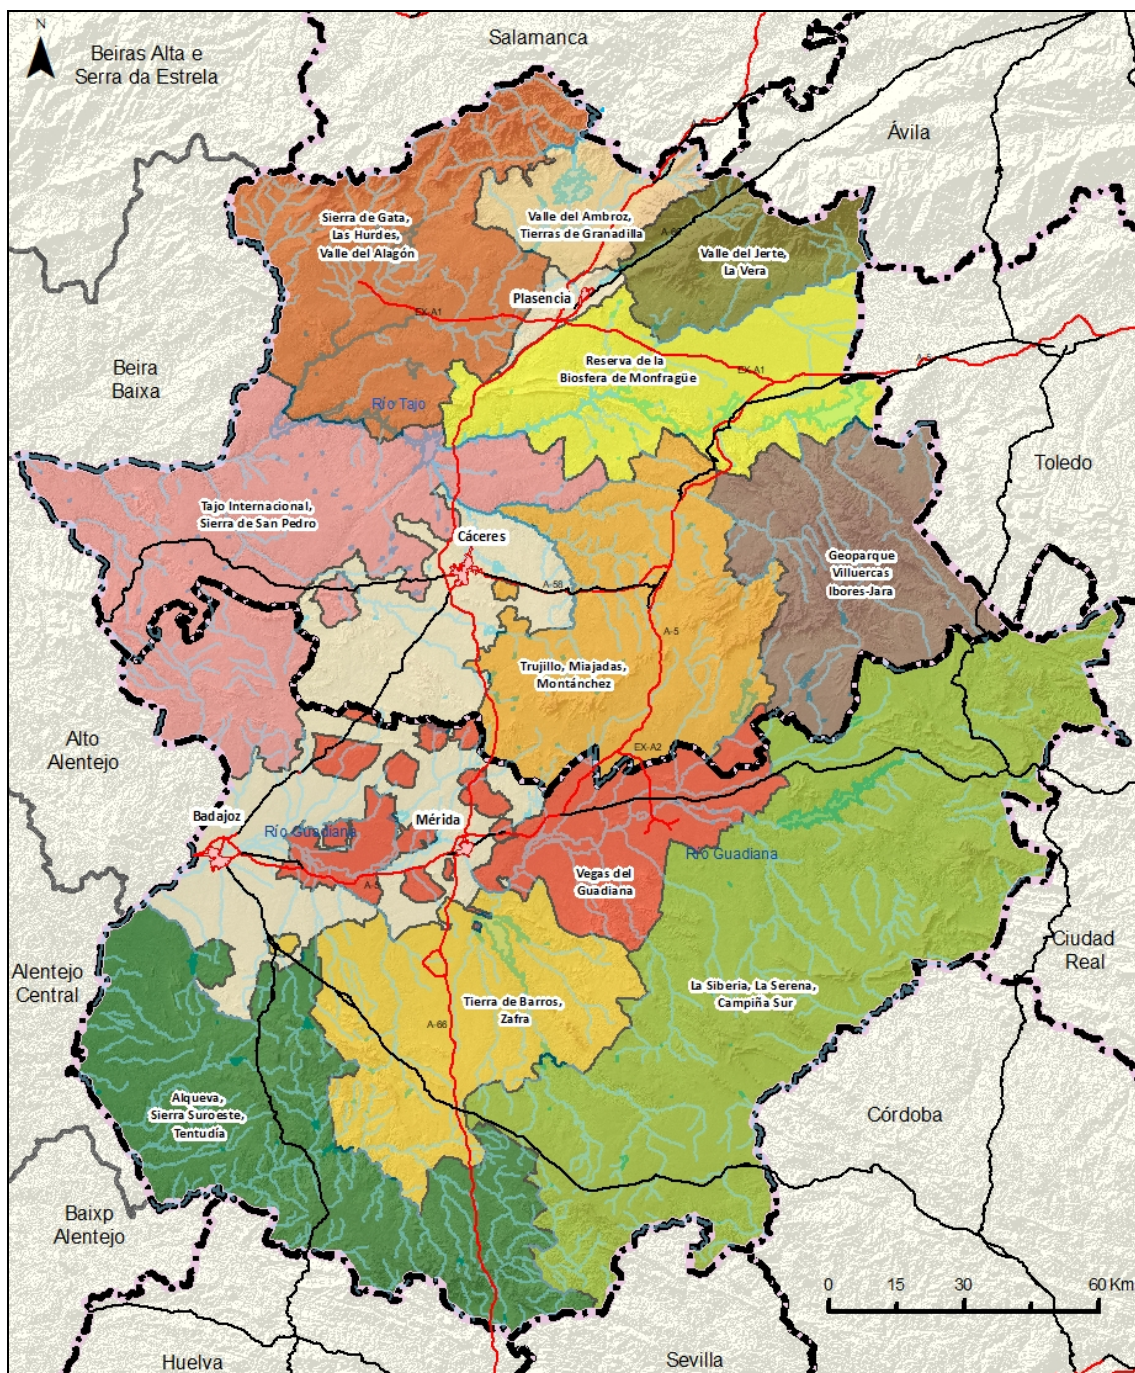 N
Salamanca
Beiras Alta e
Serra da Estrela
Ávila
Sierra de Gata,
Las Hurdes,
Valle del Alagón
Valle del Ambroz,
Tierras de Granadilla
Valle del Jerte,
La Vera
Plasencia
EX-A1
Beira
Baixa
Reserva de la
Biosfera de Monfragüe
EX-A1
A-5
Río Tajo
Toledo
Tajo Internacional,
Sierra de San Pedro
Cáceres
Geoparque
Villuercas
Ibores-Jara
A-58
A-5
Trujillo, Miajadas,
Montánchez
Alto
Alentejo
EX-A2
Badajoz
Mérida
Río Guadiana
Río Guadiana
Vegas del
Guadiana
A-5
Alentejo
Central
Ciudad
Real
La Siberia, La Serena,
Campiña Sur
Tierra de Barros,
Zafra
A-66
Alqueva,
Sierra Suroeste,
Tentudía
Córdoba
Baixp
Alentejo
0 15 30 60 Km
Huelva
Sevilla